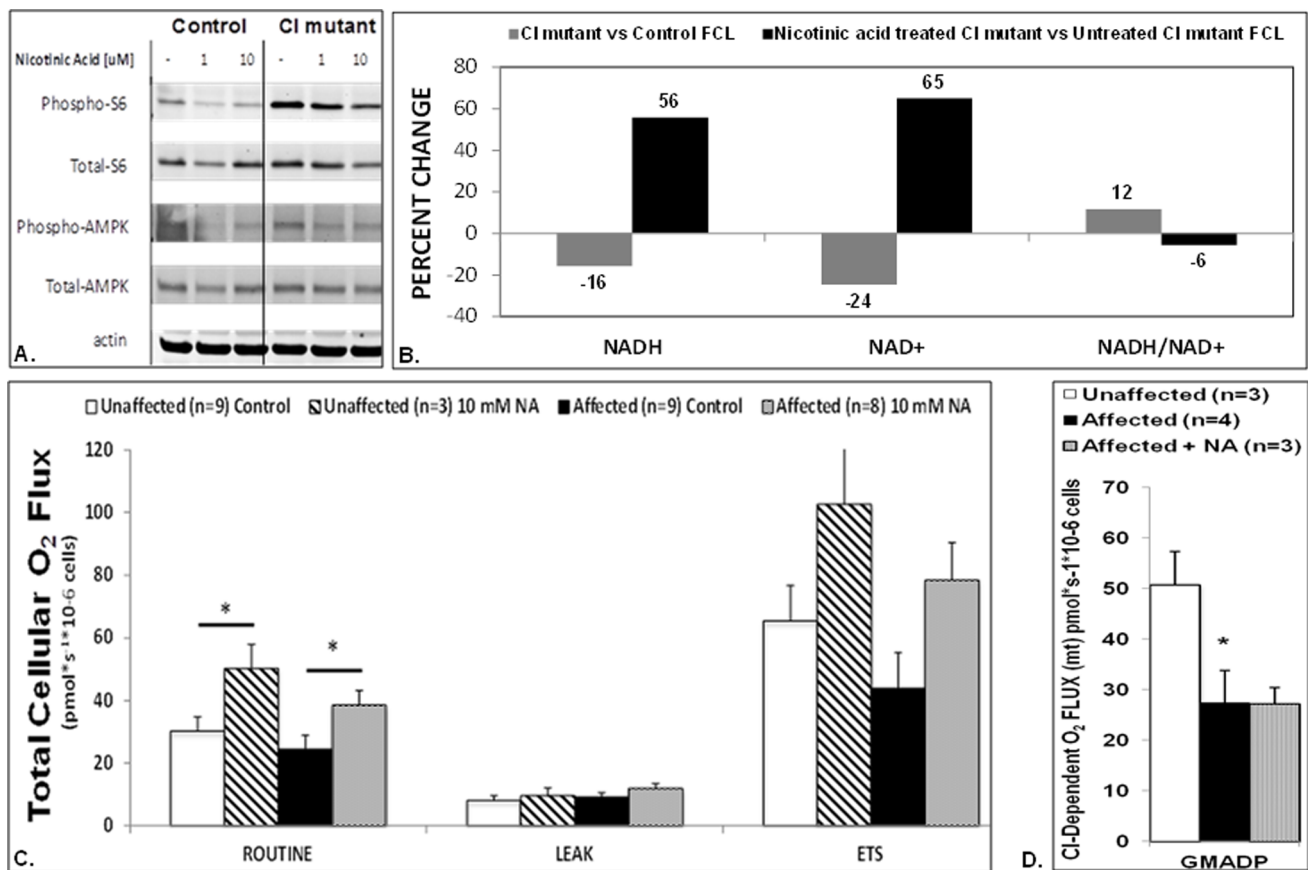 Control CI mutant
Nicotinic Acid [uM] - 1 10 - 1 10
Phospho-S6
Total-S6
Phospho-AMPK
Total-AMPK
actin
A.
CI mutant vs Control FCL Nicotinic acid treated CI mutant vs Untreated CI mutant FCL
PERCENT CHANGE
80
60
40
20
0
-20
-40
56
65
12
-16
-24
-6
NADH NAD+ NADH/NAD+
B.
Unaffected (n=9) Control Unaffected (n=3) 10 mM NA Affected (n=9) Control Affected (n=8) 10 mM NA
Total Cellular O2 Flux
(pmol*s-1*10-6 cells)
120
100
80
60
40
20
0
* *
ROUTINE LEAK ETS
C.
Unaffected (n=3)
Affected (n=4)
Affected + NA (n=3)
CI-Dependent O2 FLUX (mt) pmol*s-1*10-6 cells
70
60
50
40
30
20
10
0
*
GMADP
D.